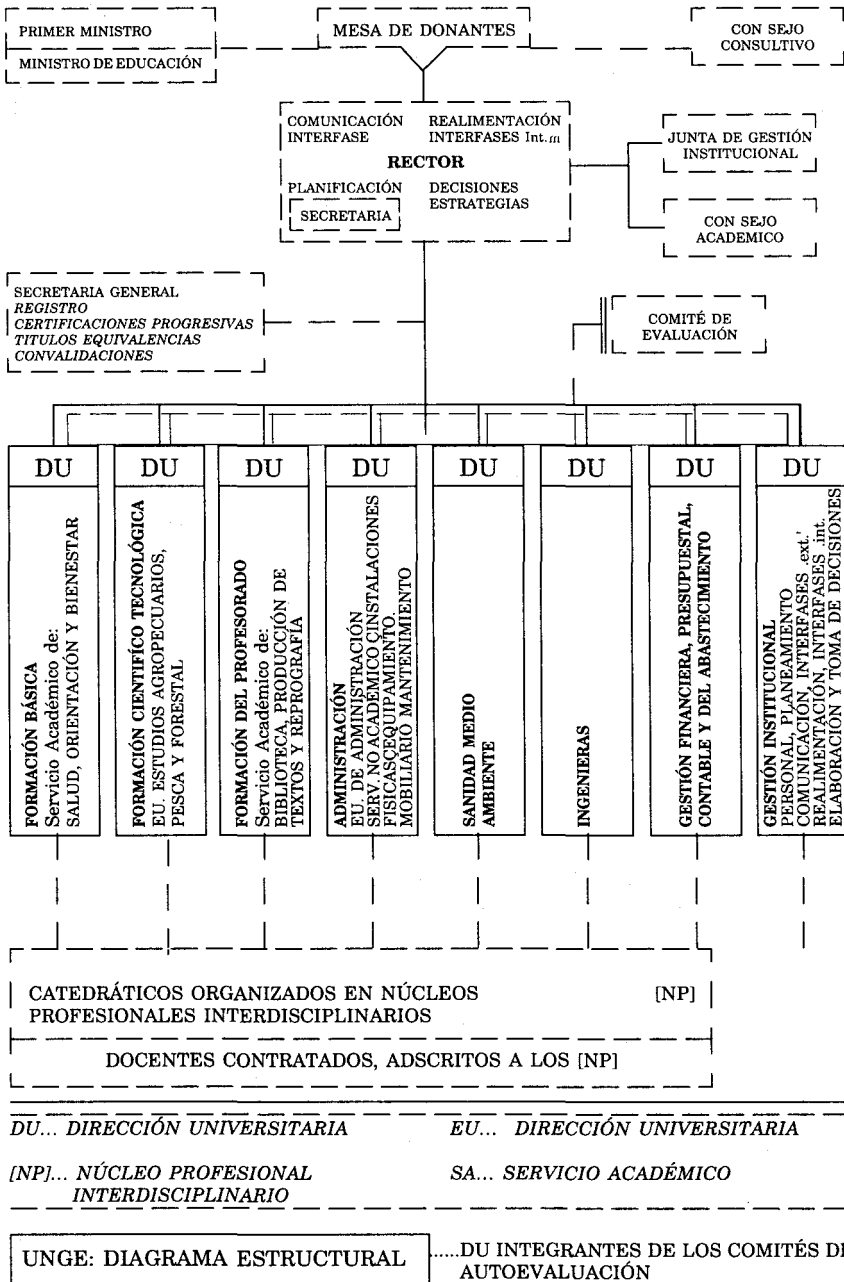 PRIMER MINISTRO
MINISTRO DE EDUCACIÓN
MESA DE DONANTES
CON SEJO
CONSULTIVO
COMUNICACIÓN
INTERFASE
REALIMENTACIÓN
INTERFASES Int.m
RECTOR
PLANIFICACIÓN
SECRETARIA
DECISIONES
ESTRATEGIAS
JUNTA DE GESTIÓN
INSTITUCIONAL
CON SEJO
ACADEMICO
SECRETARIA GENERAL
REGISTRO
CERTIFICACIONES PROGRESIVAS
TITULOS EQUIVALENCIAS
CONVALIDACIONES
COMITÉ DE
EVALUACIÓN
DU
DU
DU
DU
DU
DU
DU
DU
FORMACIÓN BÁSICA
Servicio Académico de:
SALUD, ORIENTACIÓN Y BIENESTAR
FORMACIÓN CIENTIFÍCO TECNOLÓGICA
EU. ESTUDIOS AGROPECUARIOS,
PESCA Y FORESTAL
FORMACIÓN DEL PROFESORADO
Servicio Académico de:
BIBLIOTECA, PRODUCCIÓN DE
TEXTOS Y REPROGRAFÍA
ADMINISTRACIÓN
EU. DE ADMINISTRACIÓN
SERV. NO ACADÉMICO CINSTALACIONES
FISICASÇEQUIPAMIENTO.
MOBILIARIO MANTENIMIENTO
SANIDAD MEDIO
AMBIENTE
INGENIERAS
GESTIÓN FINANCIERA, PRESUPUESTAL,
CONTABLE Y DEL ABASTECIMIENTO
GESTIÓN INSTITUCIONAL
PERSONAL, PLANEAMIENTO
COMUNICACIÓN, INTERFASES .ext.'
REALIMENTACIÓN, INTERFASES .int.
ELABORACIÓN Y TOMA DE DECISIONES
CATEDRÁTICOS ORGANIZADOS EN NÚCLEOS [NP]
PROFESIONALES INTERDISCIPLINARIOS
DOCENTES CONTRATADOS, ADSCRITOS A LOS [NP]
DU... DIRECCIÓN UNIVERSITARIA
EU... DIRECCIÓN UNIVERSITARIA
[NP]... NÚCLEO PROFESIONAL
INTERDISCIPLINARIO
SA... SERVICIO ACADÉMICO
UNGE: DIAGRAMA ESTRUCTURAL
......DU INTEGRANTES DE LOS COMITÉS DE
AUTOEVALUACIÓN